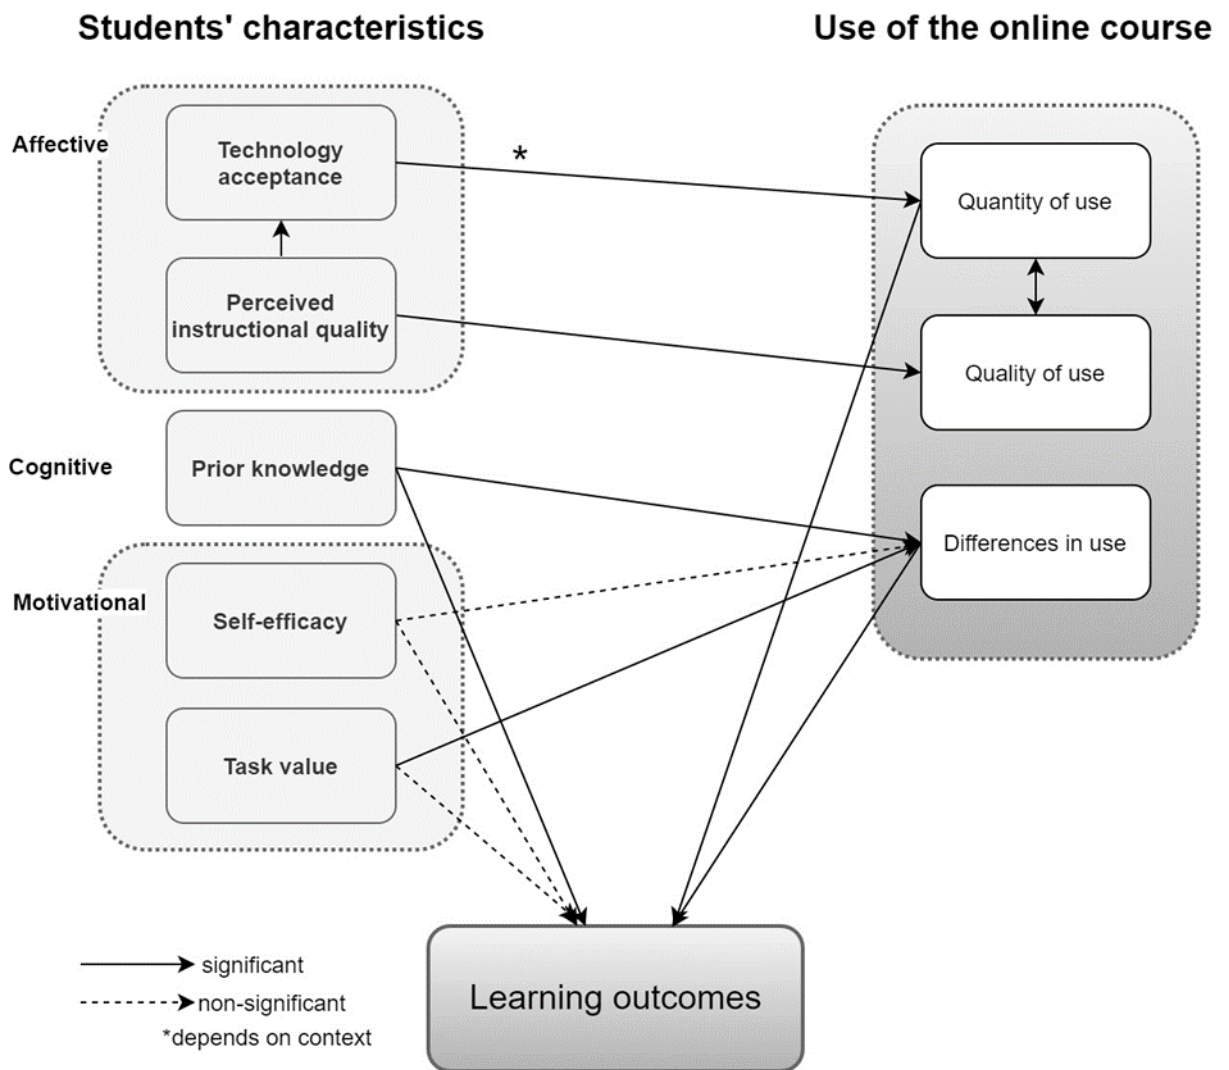 Students' characteristics
Use of the online course
Affective
Technology
acceptance
*
Quantity of use
Perceived
instructional quality
Quality of use
Cognitive
Prior knowledge
Differences in use
Motivational
Self-efficacy
Task value
significant
non-significant
*depends on context
Learning outcomes